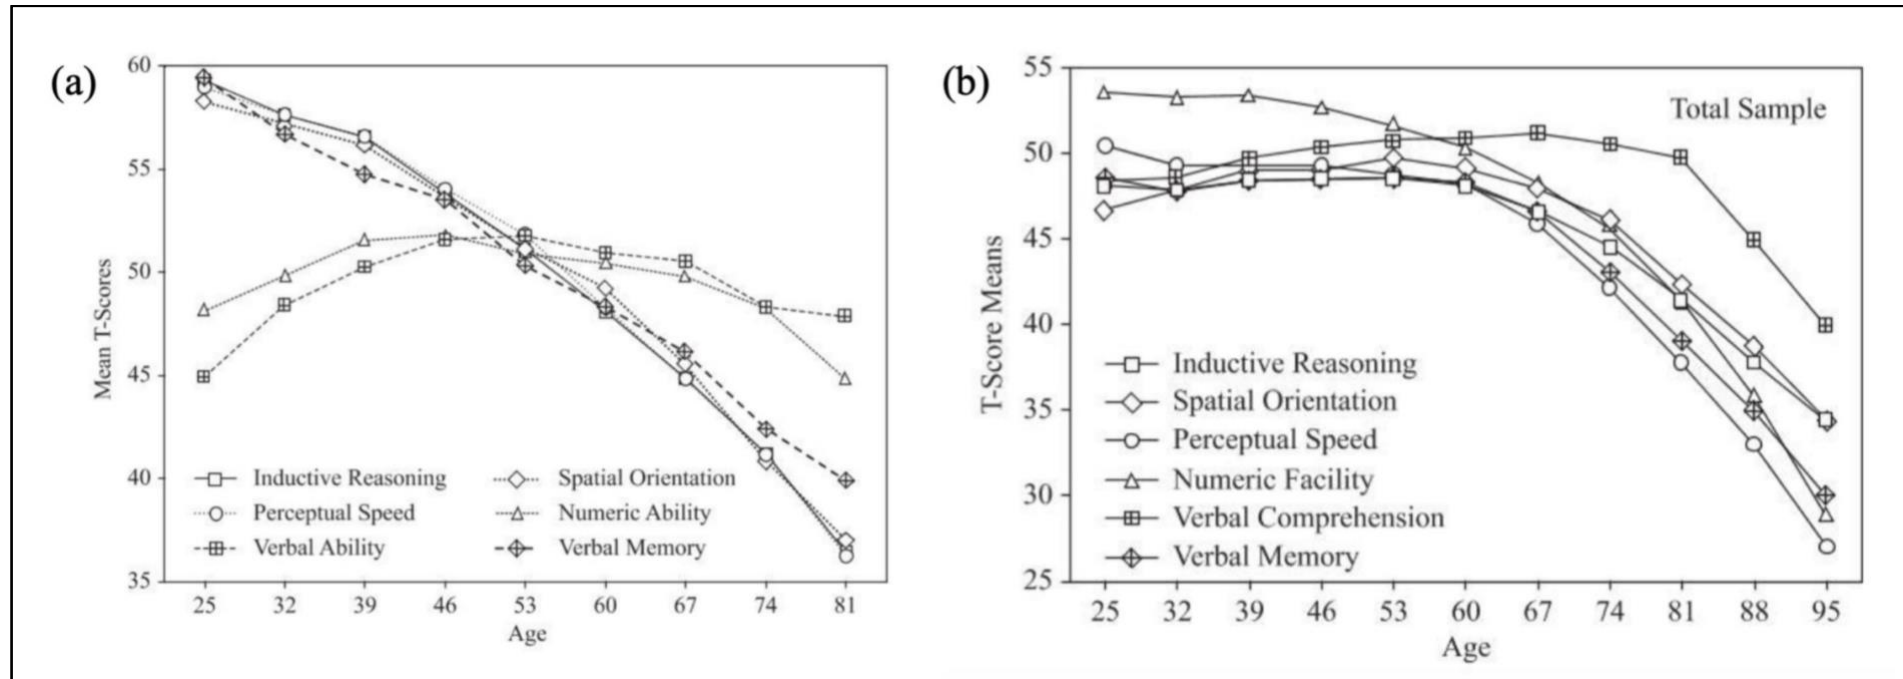 (a)
60
55
50
45
40
35
Mean T-Scores
Inductive Reasoning
Perceptual Speed
Verbal Ability
Spatial Orientation
Numeric Ability
Verbal Memory
25 32 39 46 53 60 67 74 81
Age
(b)
55
50
45
40
35
30
25
T-Score Means
Total Sample
Inductive Reasoning
Spatial Orientation
Perceptual Speed
Numeric Facility
Verbal Comprehension
Verbal Memory
25 32 39 46 53 60 67 74 81 88 95
Age